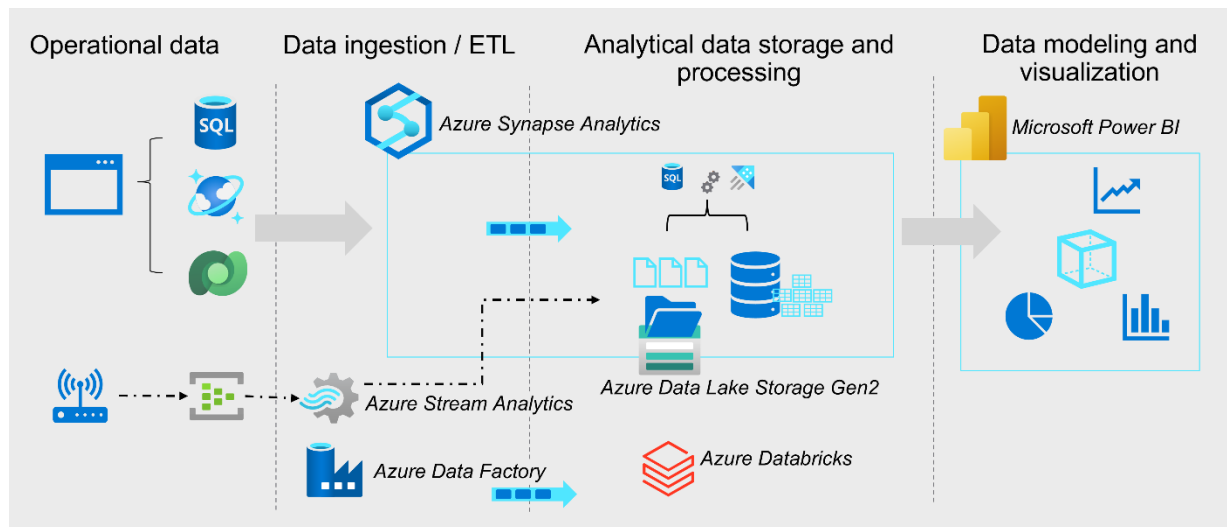 Operational data
Data ingestion / ETL
Analytical data storage and
processing
Data modeling and
visualization
SQL
Azure Synapse Analytics
Microsoft Power BI
SQL
Azure Stream Analytics
Azure Data Lake Storage Gen2
Azure Data Factory
Azure Databricks